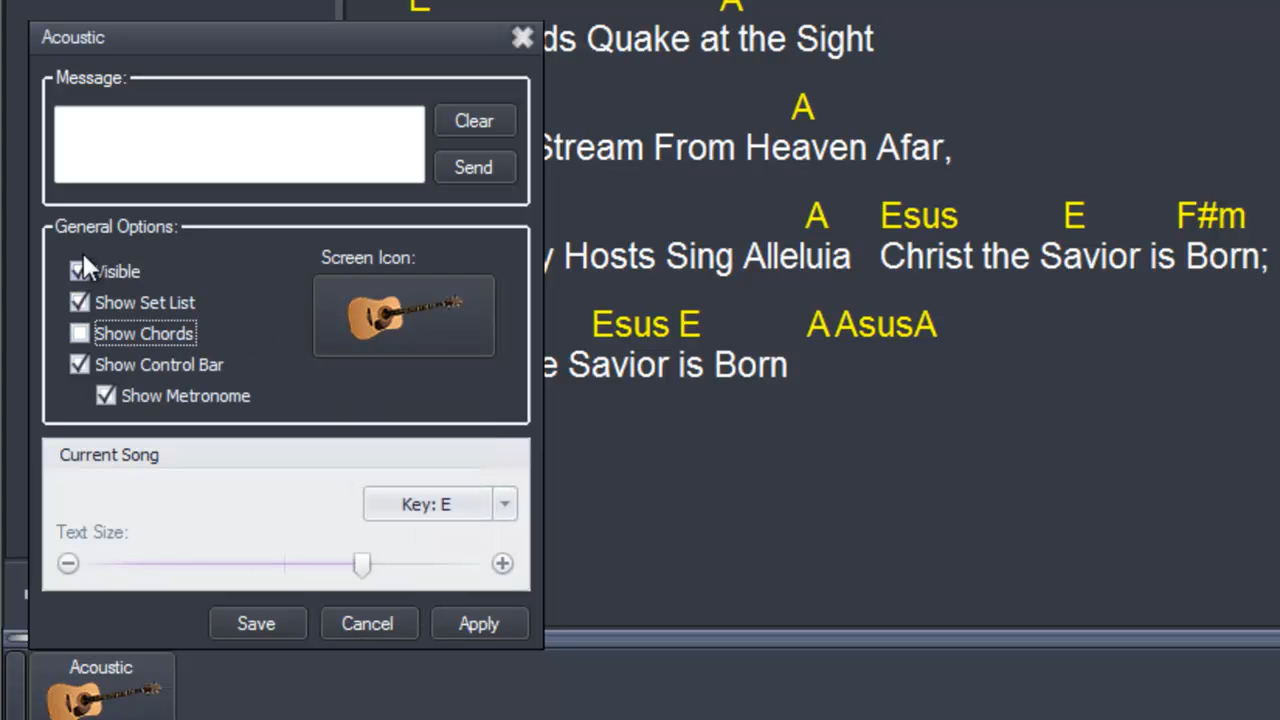 E A
Acoustic
ds Quake at the Sight
Message:
A
Clear
Stream From Heaven Afar,
Send
A Esus E F#m
General Options:
y Hosts Sing Alleluia Christ the Savior is Born;
Visible
Screen Icon:
Show Set List
Esus E A AsusA
Show Chords
e Savior is Born
Show Control Bar
Show Metronome
Current Song
Key: E
Text Size:
Save Cancel Apply
Acoustic